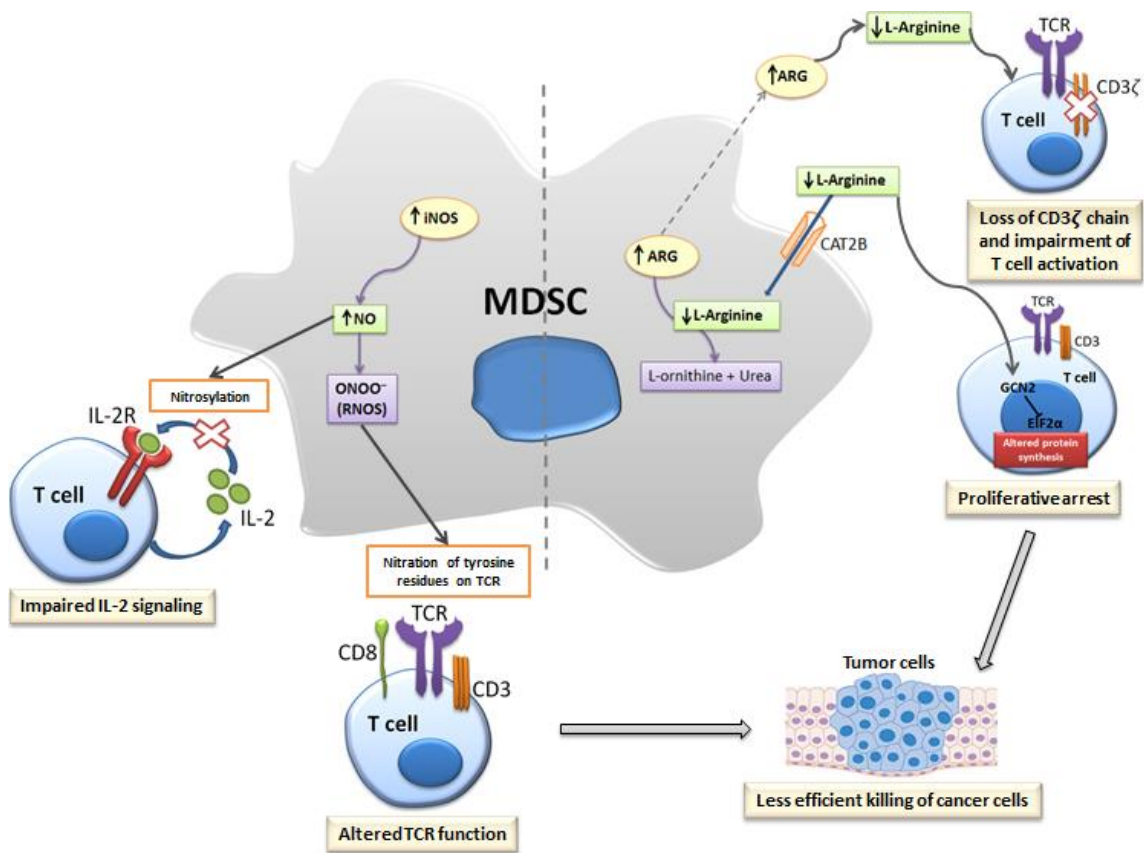 ↓L-Arginine
TCR
↑ARG
CD3ζ
T cell
Loss of CD3ζ chain
and impairment of
T cell activation
↓L-Arginine
CAT2B
↑iNOS
↑ARG
MDSC
↑NO
↓L-Arginine
L-ornithine + Urea
ONOO⁻
(RNOS)
TCR
CD3
T cell
GCN2
EIF2α
Altered protein
synthesis
Proliferative arrest
Nitrosylation
IL-2R
T cell
IL-2
Impaired IL-2 signaling
Nitration of tyrosine
residues on TCR
TCR
CD8
CD3
T cell
Altered TCR function
Tumor cells
Less efficient killing of cancer cells